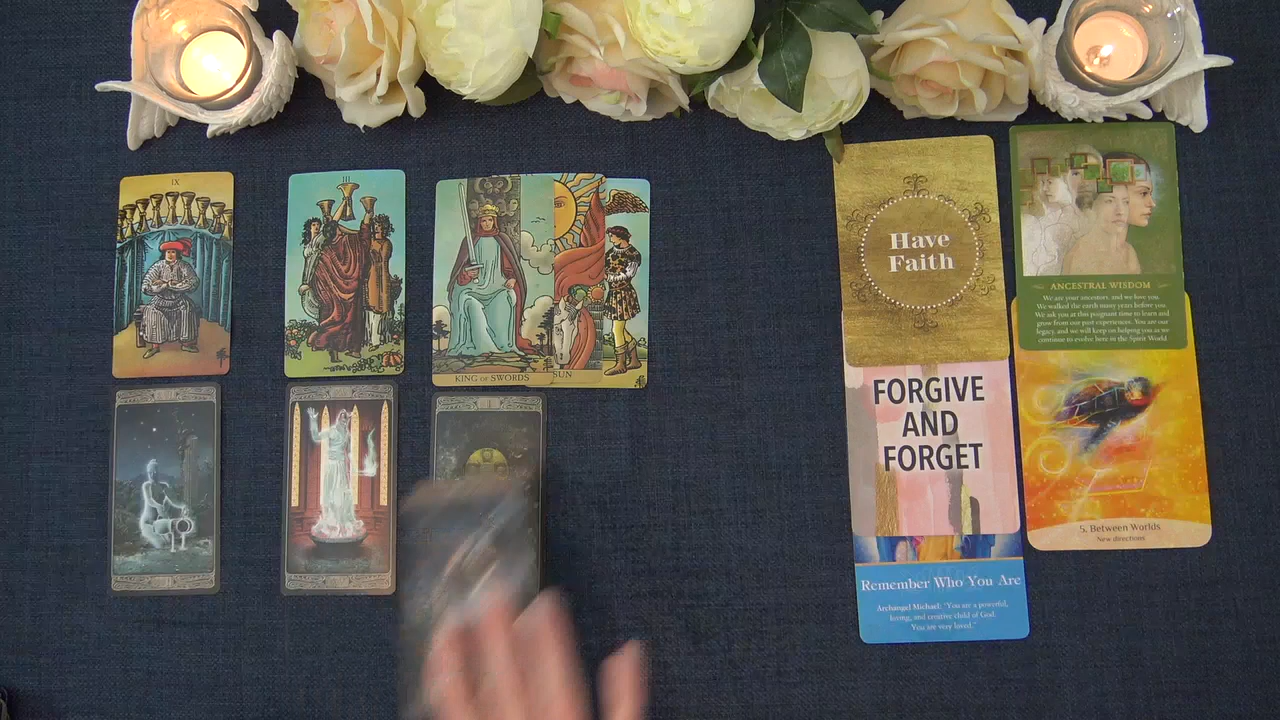 IX
III
KING OF SWORDS
SUN
Have
Faith
FORGIVE
AND
FORGET
Remember Who You Are
Archangel Michael: "You are a powerful,
loving, and creative child of God.
You are very loved."
ANCESTRAL WISDOM
We are your ancestors, and we love you.
We walked the earth many years before you.
We ask you at this poignant time to learn and
grow from our past experiences. You are our
legacy, and we will keep on helping you as we
continue to evolve here in the Spirit World
5. Between Worlds
New directions